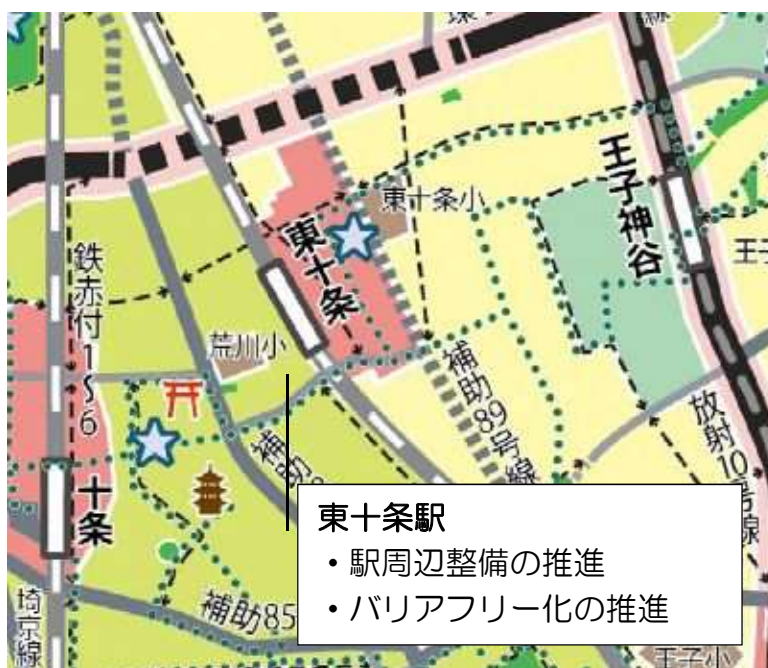 東十条小
王子神谷
東十条
鉄赤付1~6
荒川小
補助89号線
放射10号線
補助
十条
東十条駅
・駅周辺整備の推進
・バリアフリー化の推進
補助85
埼京線
王子小